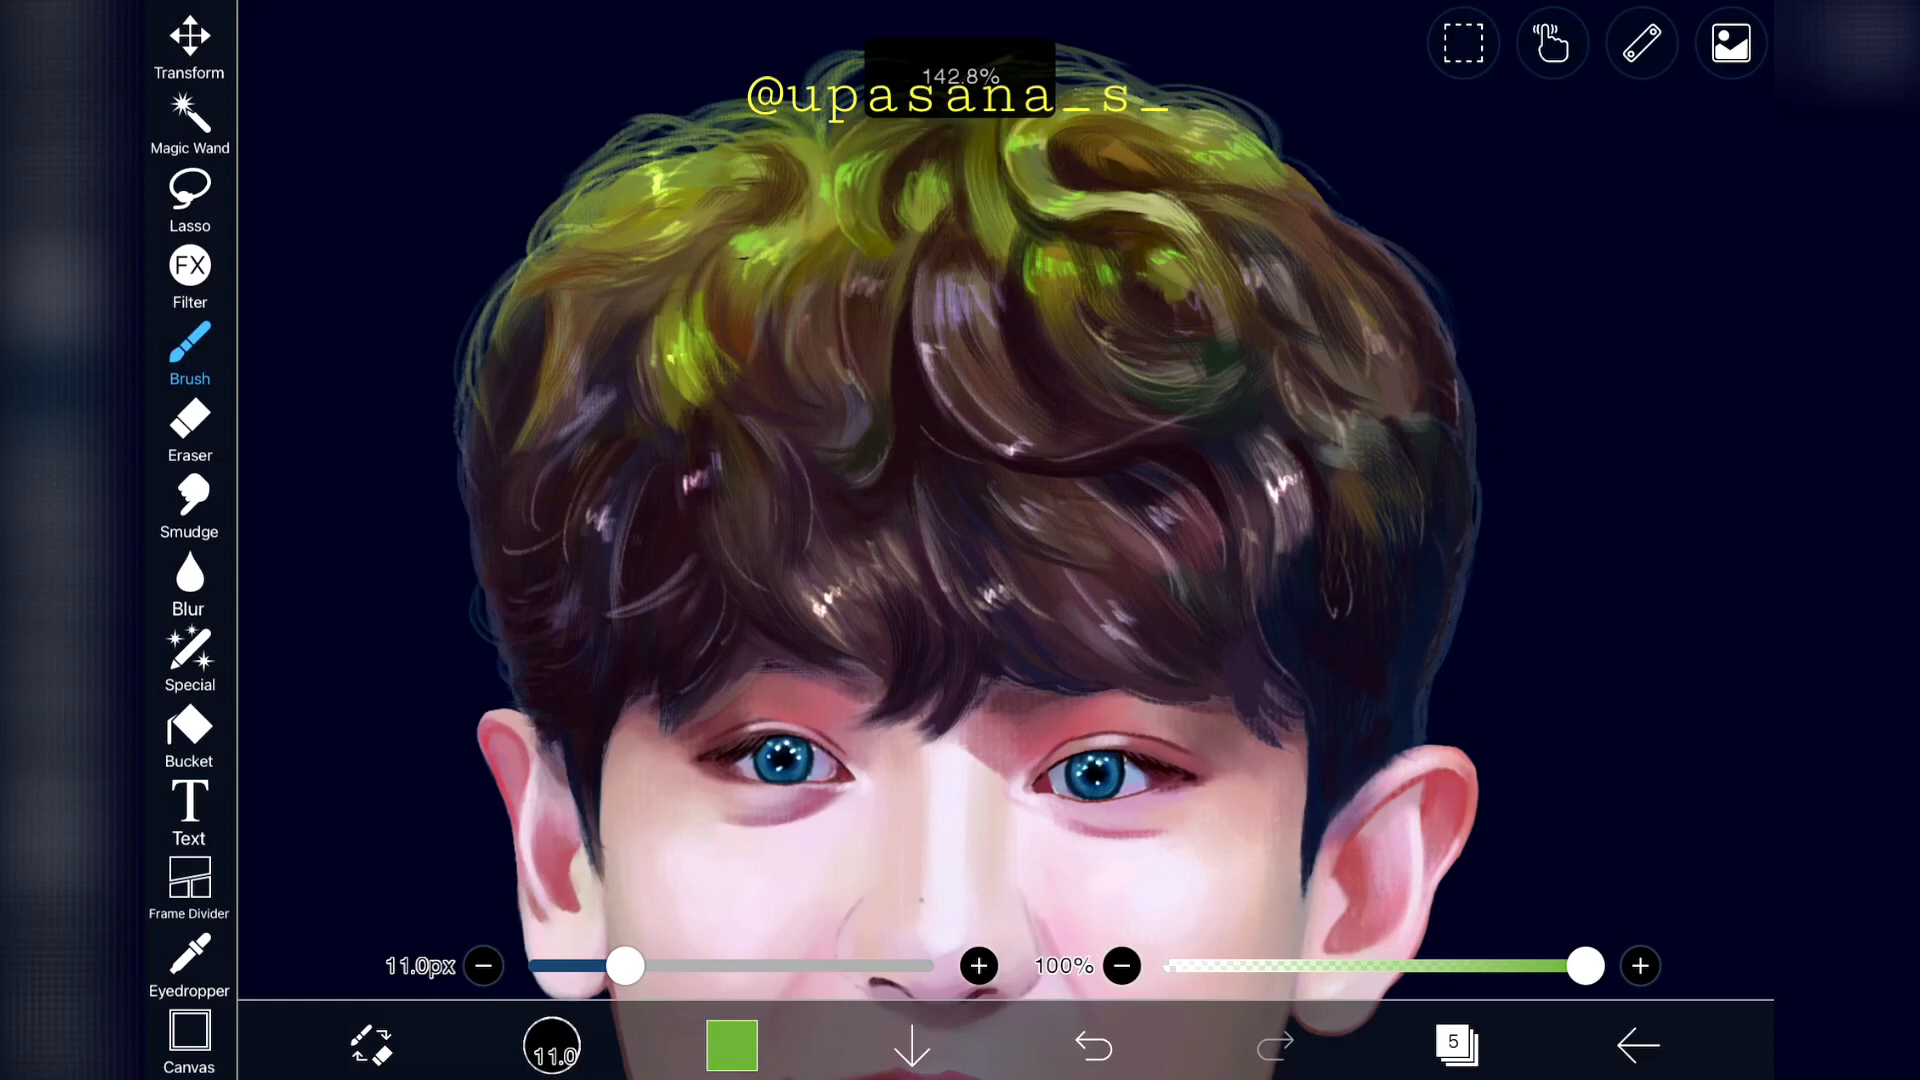 Transform
Magic Wand
Lasso
FX
Filter
Brush
Eraser
Smudge
Blur
Special
Bucket
T
Text
Frame Divider
Eyedropper
Canvas
142.8%
@upasana_s_
11.0px
100%
11.0
5